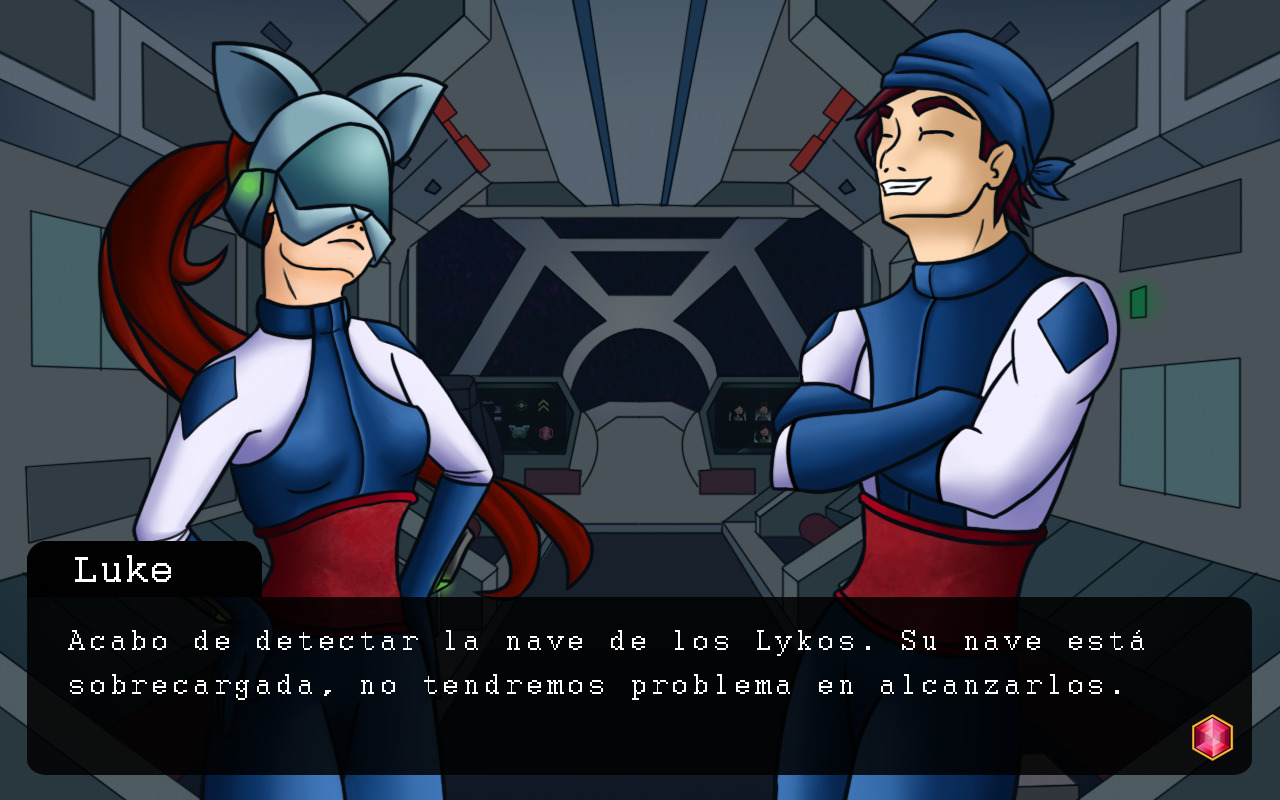 Luke
Acabo de detectar la nave de los Lykos. Su nave está
sobrecargada, no tendremos problema en alcanzarlos.